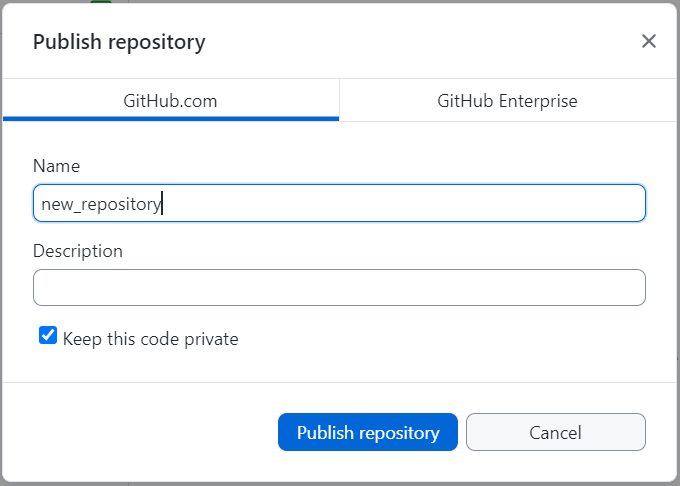 Publish repository
GitHub.com
GitHub Enterprise
Name
new_repository
Description
Keep this code private
Publish repository
Cancel